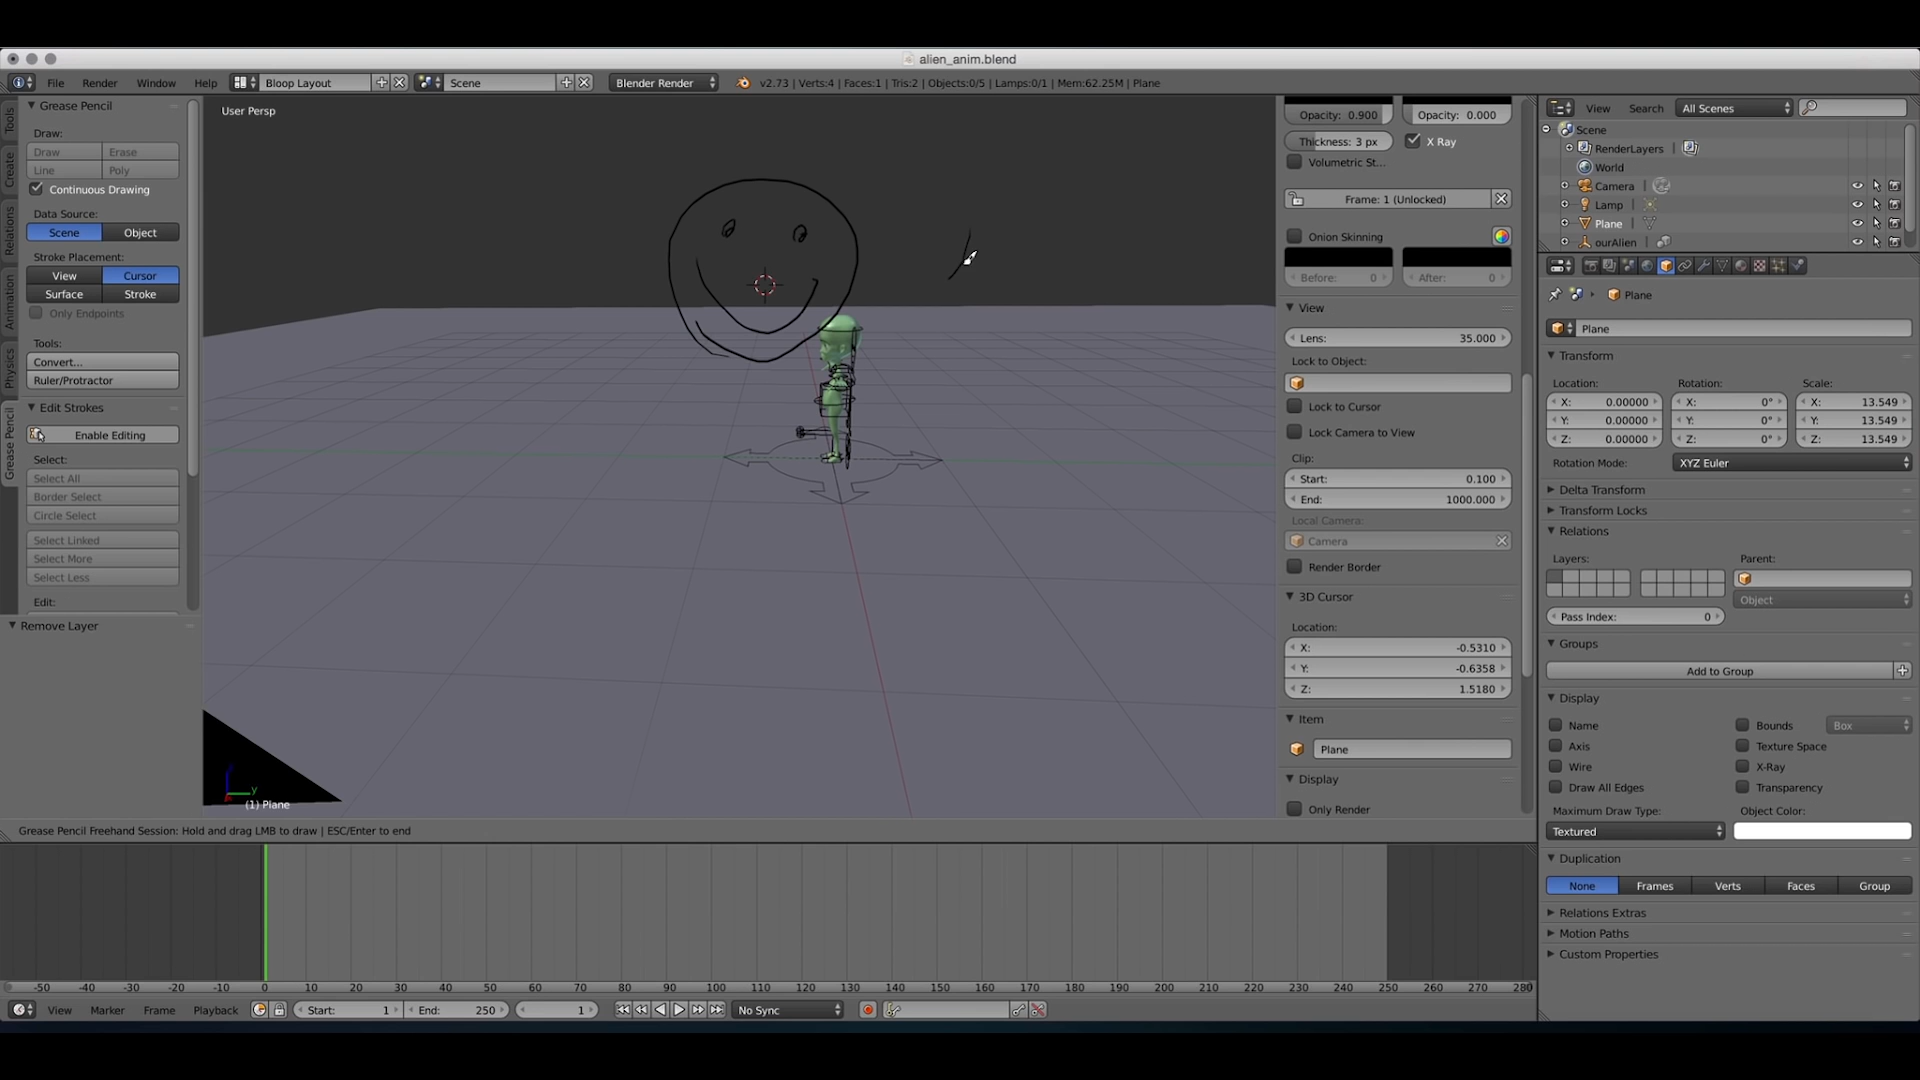 alien_anim.blend
File Render Window Help Bloop Layout Scene Blender Render v2.73 | Verts:4 | Faces:1 | Tris:2 | Objects:0/5 | Lamps:0/1 | Mem:62.25M | Plane
Tools
Create
Relations
Animation
Physics
Grease Pencil
Grease Pencil
Draw:
Draw Erase
Line Poly
Continuous Drawing
Data Source:
Scene Object
Stroke Placement:
View Cursor
Surface Stroke
Only Endpoints
Tools:
Convert...
Ruler/Protractor
Edit Strokes
Enable Editing
Select:
Select All
Border Select
Circle Select
Select Linked
Select More
Select Less
Edit:
Remove Layer
User Persp
y
(1) Plane
Opacity: 0.900 Opacity: 0.000
Thickness: 3 px X Ray
Volumetric St...
Frame: 1 (Unlocked)
Onion Skinning
Before: 0 After: 0
View
Lens: 35.000
Lock to Object:
Lock to Cursor
Lock Camera to View
Clip:
Start: 0.100
End: 1000.000
Local Camera:
Camera
Render Border
3D Cursor
Location:
X: -0.5310
Y: -0.6358
Z: 1.5180
Item
Plane
Display
Only Render
View Search All Scenes
Scene
RenderLayers
World
Camera
Lamp
Plane
ourAlien
Plane
Plane
Transform
Location: Rotation: Scale:
X: 0.00000 X: 0° X: 13.549
Y: 0.00000 Y: 0° Y: 13.549
Z: 0.00000 Z: 0° Z: 13.549
Rotation Mode: XYZ Euler
Delta Transform
Transform Locks
Relations
Layers: Parent:
Object
Pass Index: 0
Groups
Add to Group
Display
Name Bounds Box
Axis Texture Space
Wire X-Ray
Draw All Edges Transparency
Maximum Draw Type: Object Color:
Textured
Duplication
None Frames Verts Faces Group
Relations Extras
Motion Paths
Custom Properties
Grease Pencil Freehand Session: Hold and drag LMB to draw | ESC/Enter to end
-50 -40 -30 -20 -10 0 10 20 30 40 50 60 70 80 90 100 110 120 130 140 150 160 170 180 190 200 210 220 230 240 250 260 270 280
View Marker Frame Playback Start: 1 End: 250 1 No Sync